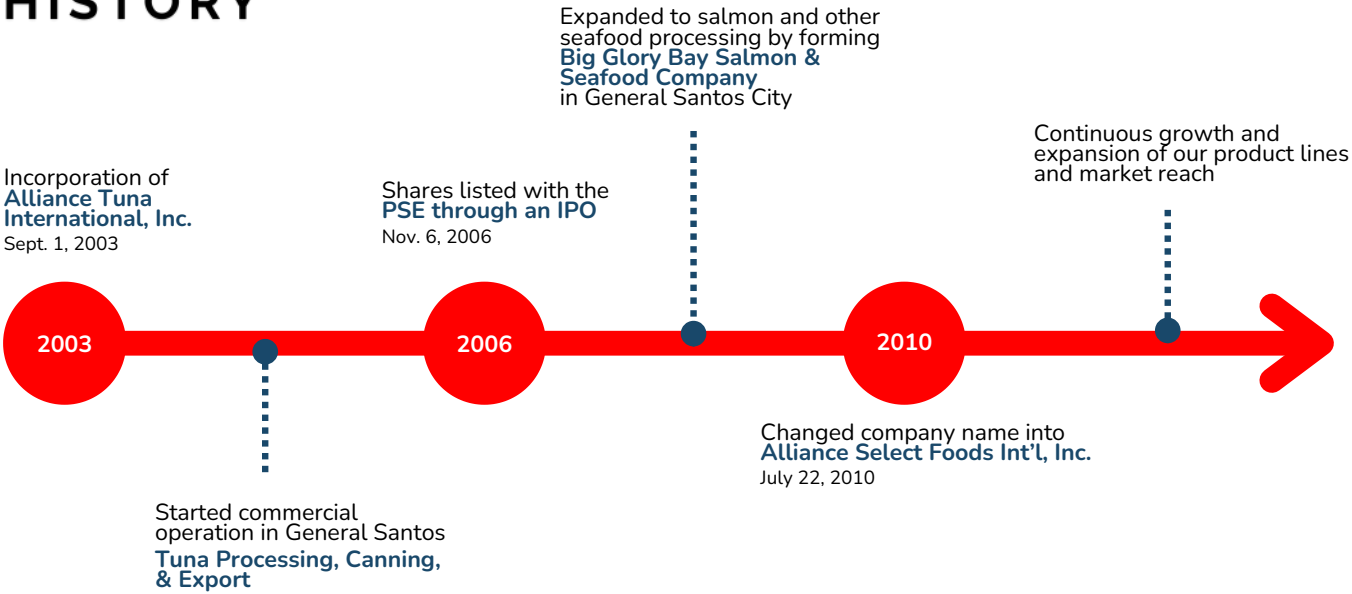 HISTORY
Expanded to salmon and other
seafood processing by forming
Big Glory Bay Salmon &
Seafood Company
in General Santos City
Continuous growth and
expansion of our product lines
and market reach
Incorporation of
Alliance Tuna
International, Inc.
Sept. 1, 2003
Shares listed with the
PSE through an IPO
Nov. 6, 2006
2003
2006
2010
Changed company name into
Alliance Select Foods Int’l, Inc.
July 22, 2010
Started commercial
operation in General Santos
Tuna Processing, Canning,
& Export